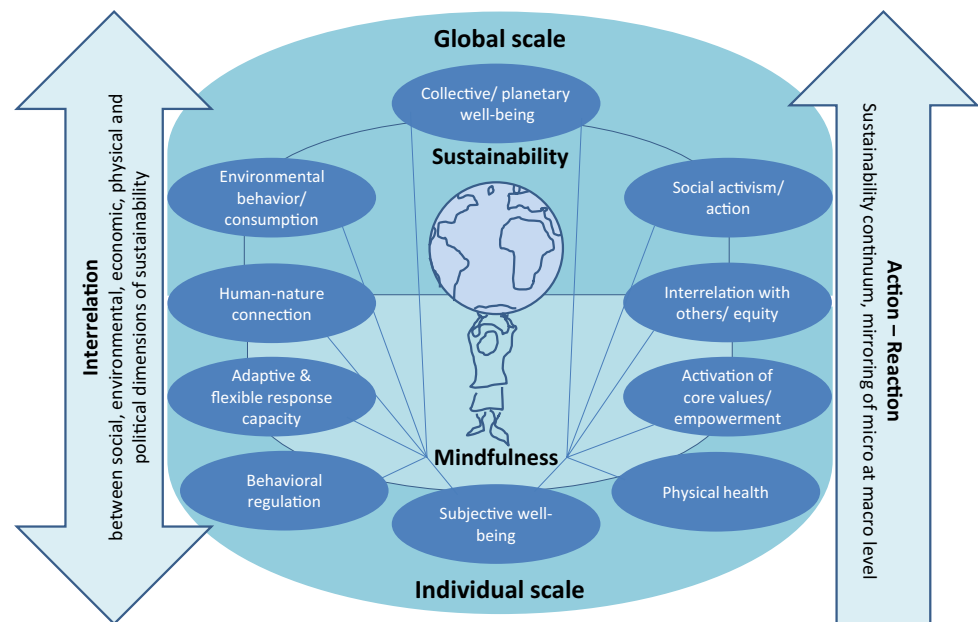 Global scale
Collective/ planetary
well-being
Sustainability
Environmental
behavior/
consumption
Social activism/
action
Human-nature
connection
Interrelation with
others/ equity
Adaptive &
flexible response
capacity
Activation of
core values/
empowerment
Mindfulness
Behavioral
regulation
Physical health
Subjective well-
being
Individual scale
Interrelation
between social, environmental, economic, physical and
political dimensions of sustainability
Action – Reaction
Sustainability continuum, mirroring of micro at macro level